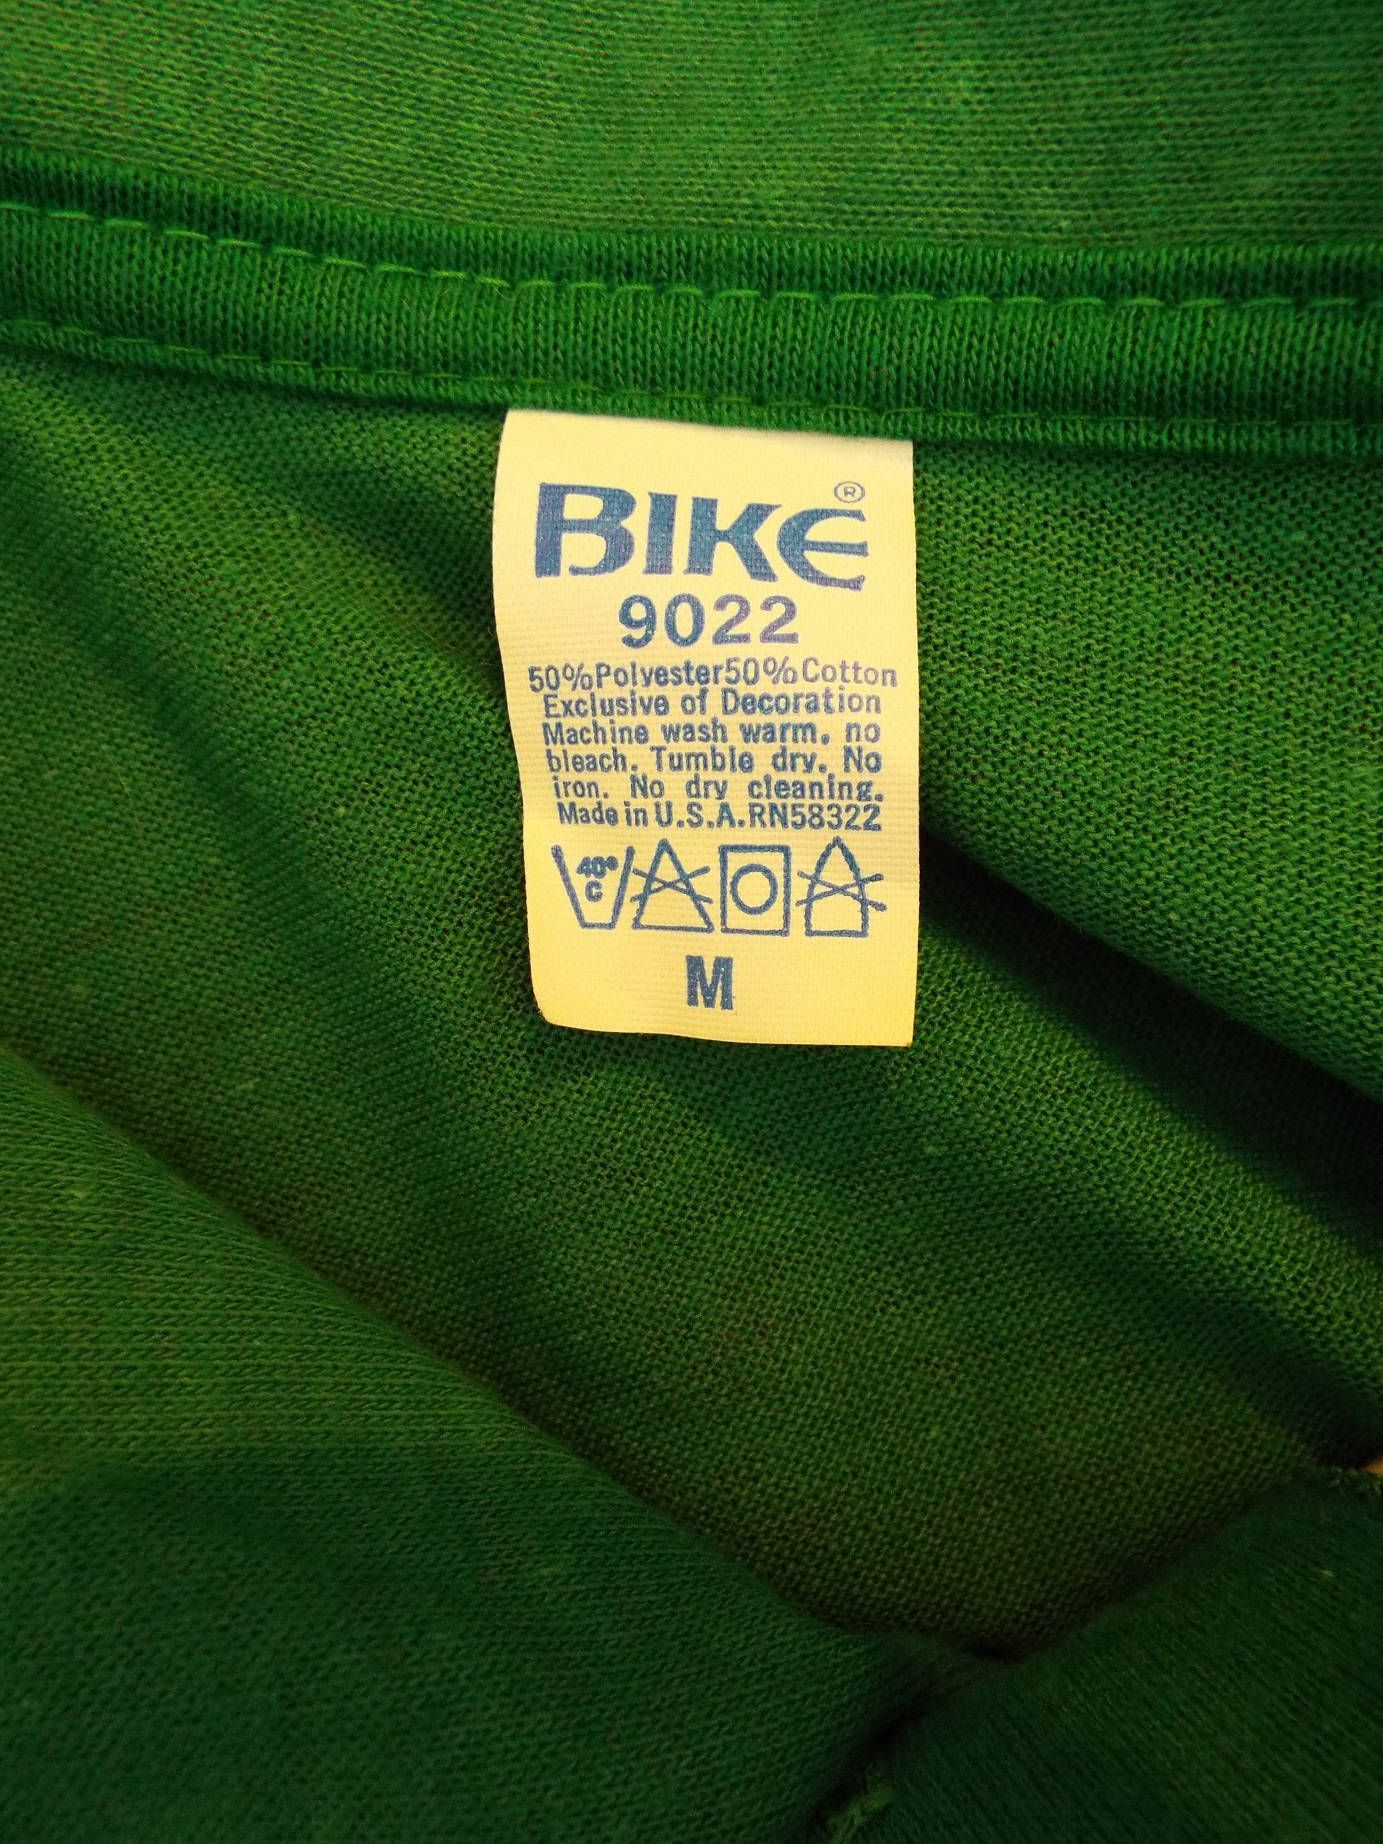 BIKE®
9022
50%Polyester50%Cotton
Exclusive of Decoration
Machine wash warm, no
bleach. Tumble dry. No
iron. No dry cleaning.
Made in U.S.A.RN58322
40°
C
M